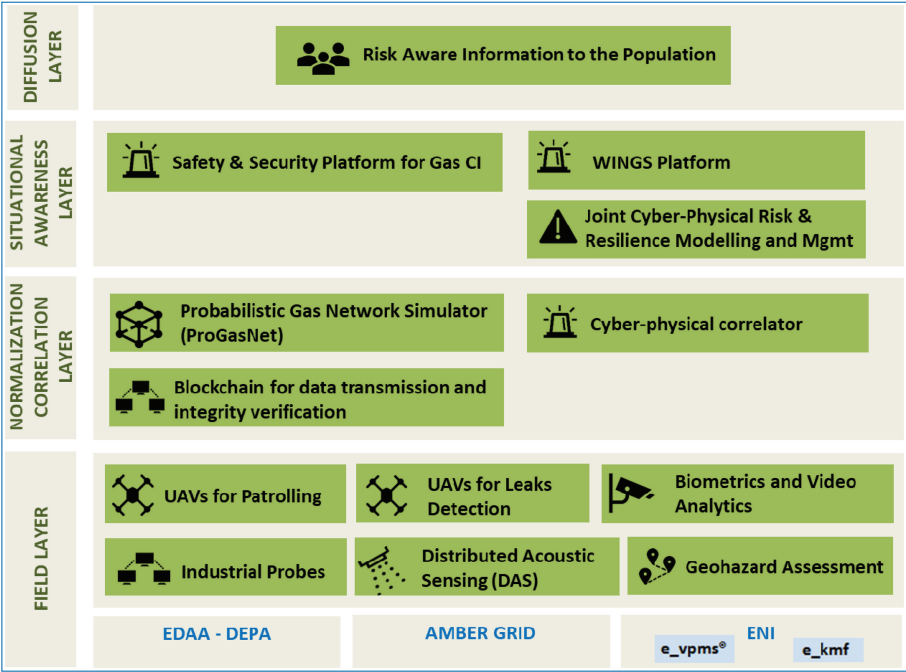 DIFFUSION
LAYER
Risk Aware Information to the Population
SITUATIONAL
AWARENESS
LAYER
Safety & Security Platform for Gas CI
WINGS Platform
Joint Cyber-Physical Risk &
Resilience Modelling and Mgmt
NORMALIZATION
CORRELATION
LAYER
Probabilistic Gas Network Simulator
(ProGasNet)
Cyber-physical correlator
Blockchain for data transmission and
integrity verification
FIELD LAYER
UAVs for Patrolling
UAVs for Leaks
Detection
Biometrics and Video
Analytics
Industrial Probes
Distributed Acoustic
Sensing (DAS)
Geohazard Assessment
EDAA - DEPA
AMBER GRID
ENI
e_vpms®
e_kmf